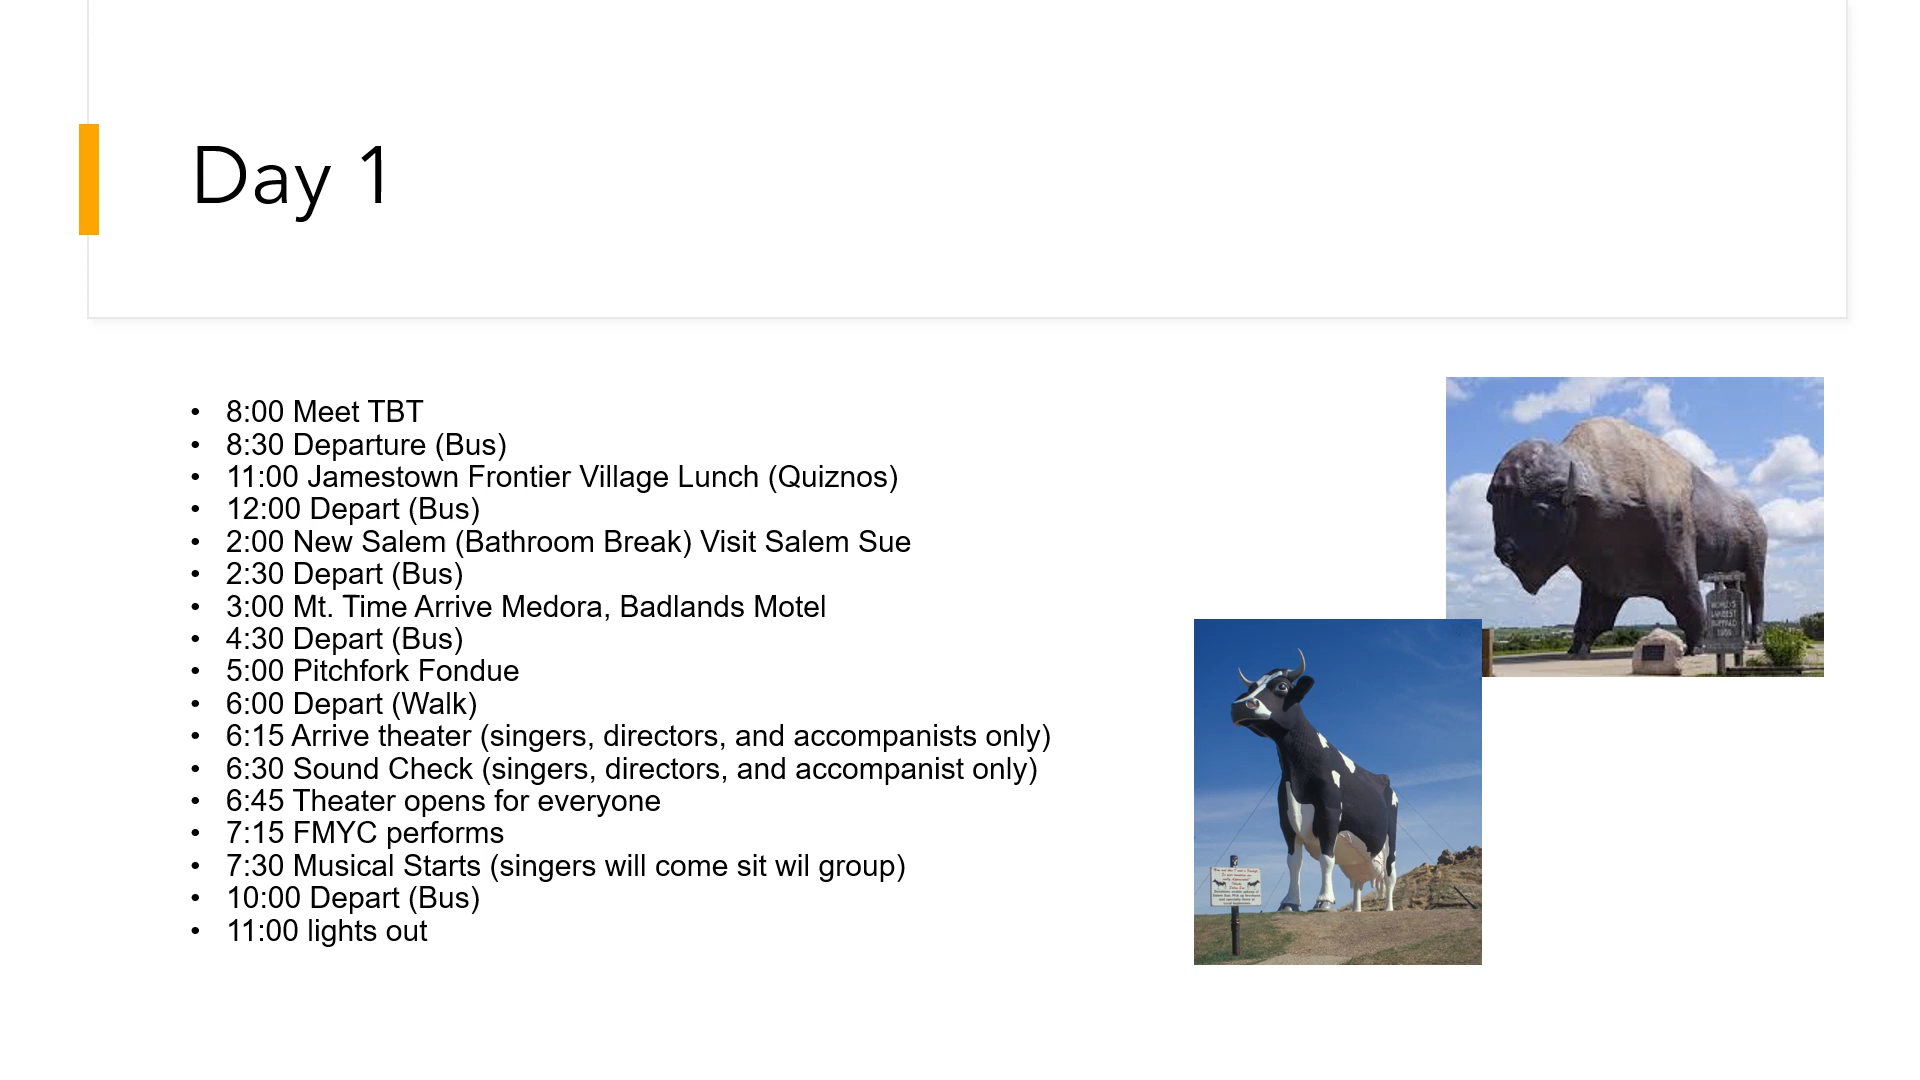 Day 1
• 8:00 Meet TBT
• 8:30 Departure (Bus)
• 11:00 Jamestown Frontier Village Lunch (Quiznos)
• 12:00 Depart (Bus)
• 2:00 New Salem (Bathroom Break) Visit Salem Sue
• 2:30 Depart (Bus)
• 3:00 Mt. Time Arrive Medora, Badlands Motel
• 4:30 Depart (Bus)
• 5:00 Pitchfork Fondue
• 6:00 Depart (Walk)
• 6:15 Arrive theater (singers, directors, and accompanists only)
• 6:30 Sound Check (singers, directors, and accompanist only)
• 6:45 Theater opens for everyone
• 7:15 FMYC performs
• 7:30 Musical Starts (singers will come sit wil group)
• 10:00 Depart (Bus)
• 11:00 lights out
WORLD'S
LARGEST
BUFFALO
1959